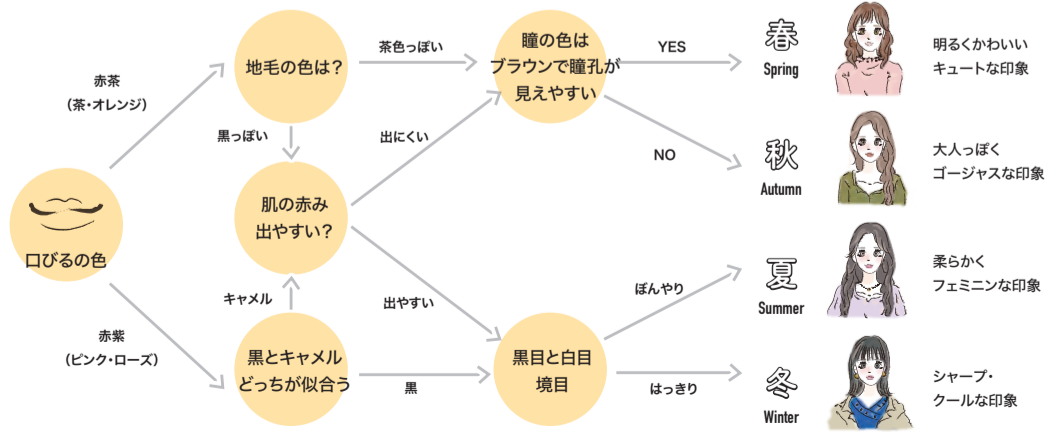 口びるの色
赤茶
（茶・オレンジ）
赤紫
（ピンク・ローズ）
地毛の色は？
茶色っぽい
黒っぽい
肌の赤み
出やすい？
出にくい
出やすい
キャメル
黒とキャメル
どっちが似合う
黒
瞳の色は
ブラウンで瞳孔が
見えやすい
YES
NO
黒目と白目
境目
ぼんやり
はっきり
春
Spring
明るくかわいい
キュートな印象
秋
Autumn
大人っぽく
ゴージャスな印象
夏
Summer
柔らかく
フェミニンな印象
冬
Winter
シャープ・
クールな印象